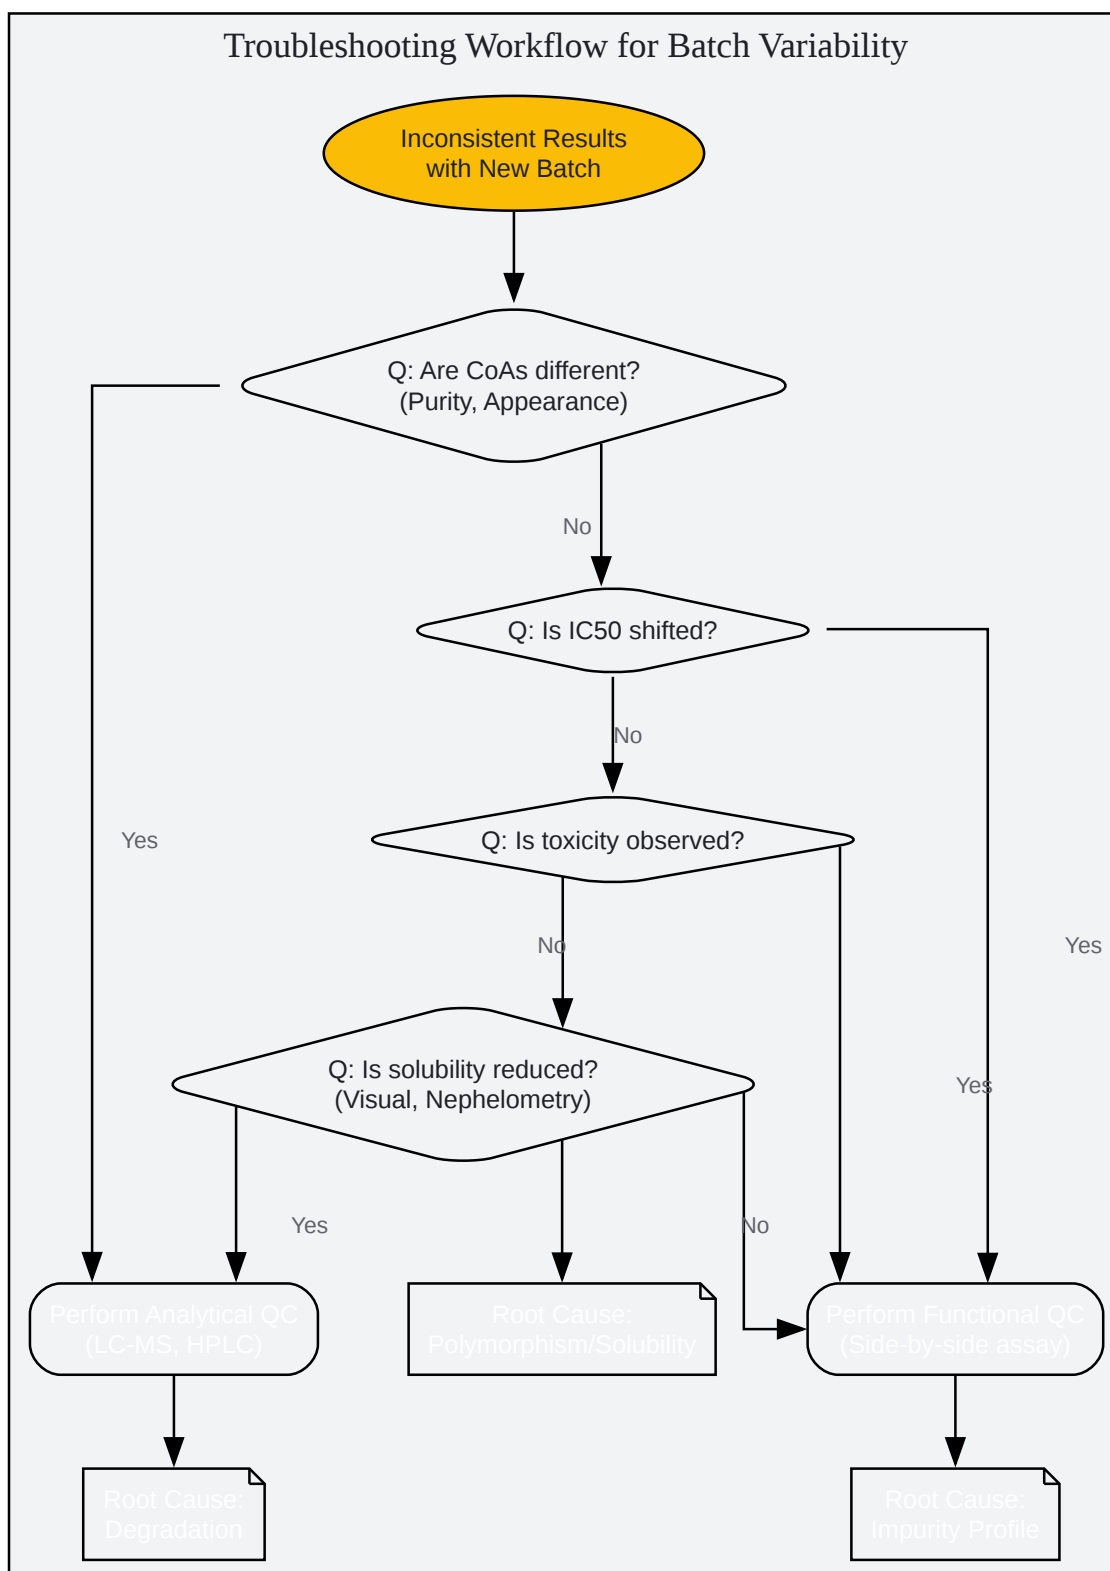 Troubleshooting Workflow for Batch Variability
Inconsistent Results
with New Batch
Q: Are CoAs different?
(Purity, Appearance)
No
Q: Is IC50 shifted?
No
Yes
Q: Is toxicity observed?
No
Yes
Q: Is solubility reduced?
(Visual, Nephelometry)
Yes
Yes
No
Perform Analytical QC
(LC-MS, HPLC)
Root Cause:
Polymorphism/Solubility
Perform Functional QC
(Side-by-side assay)
Root Cause:
Degradation
Root Cause:
Impurity Profile